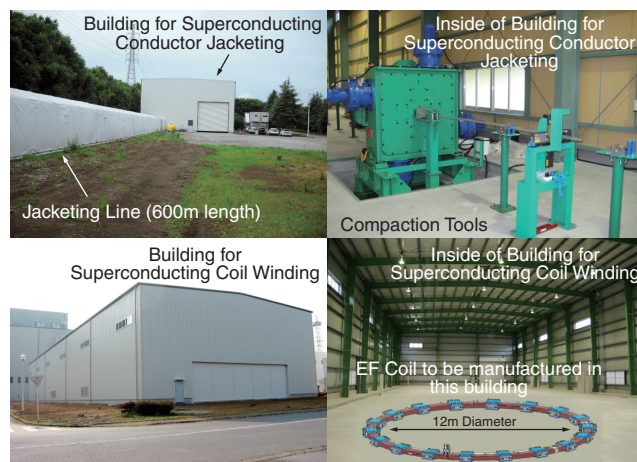 Building for Superconducting
Conductor Jacketing
Jacketing Line (600m length)
Inside of Building for
Superconducting Conductor
Jacketing
Compaction Tools
Building for
Superconducting Coil Winding
Inside of Building for
Superconducting Coil Winding
EF Coil to be manufactured in
this building
12m Diameter